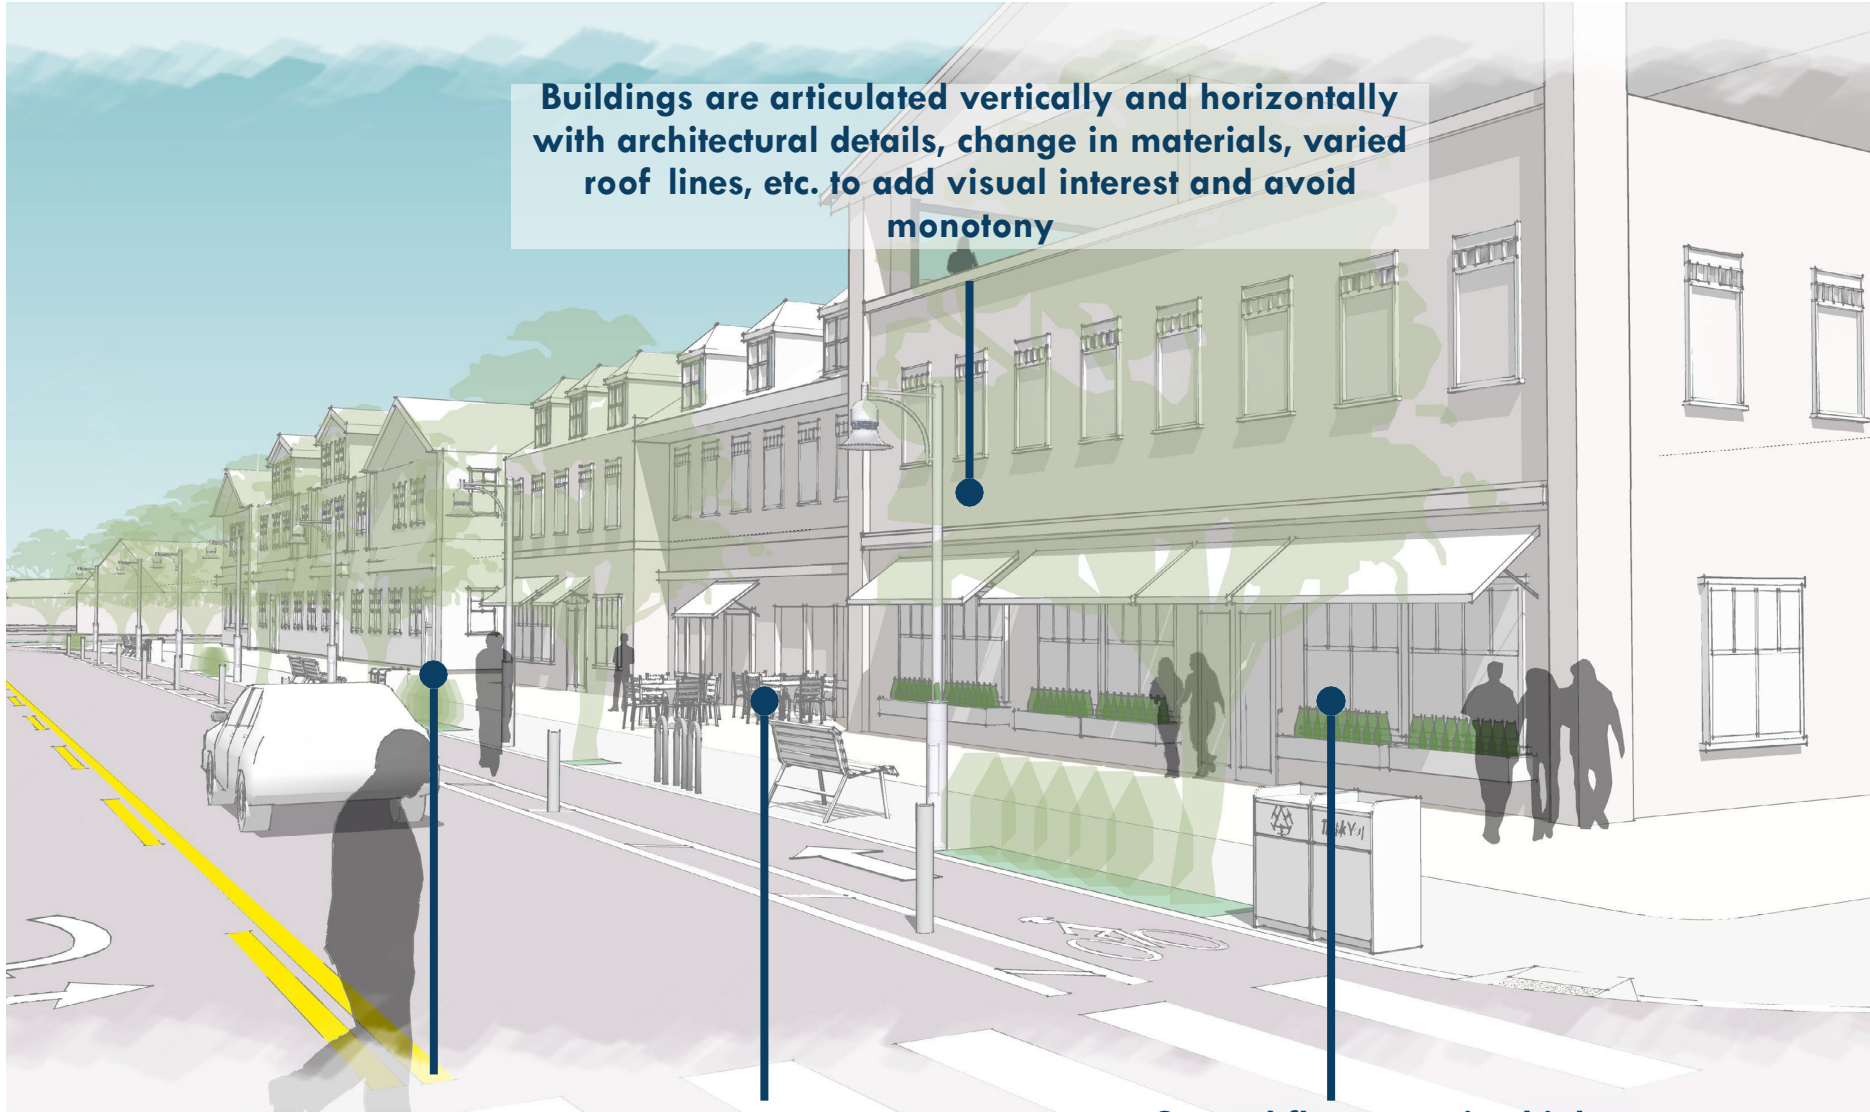 Buildings are articulated vertically and horizontally
with architectural details, change in materials, varied
roof lines, etc. to add visual interest and avoid
monotony